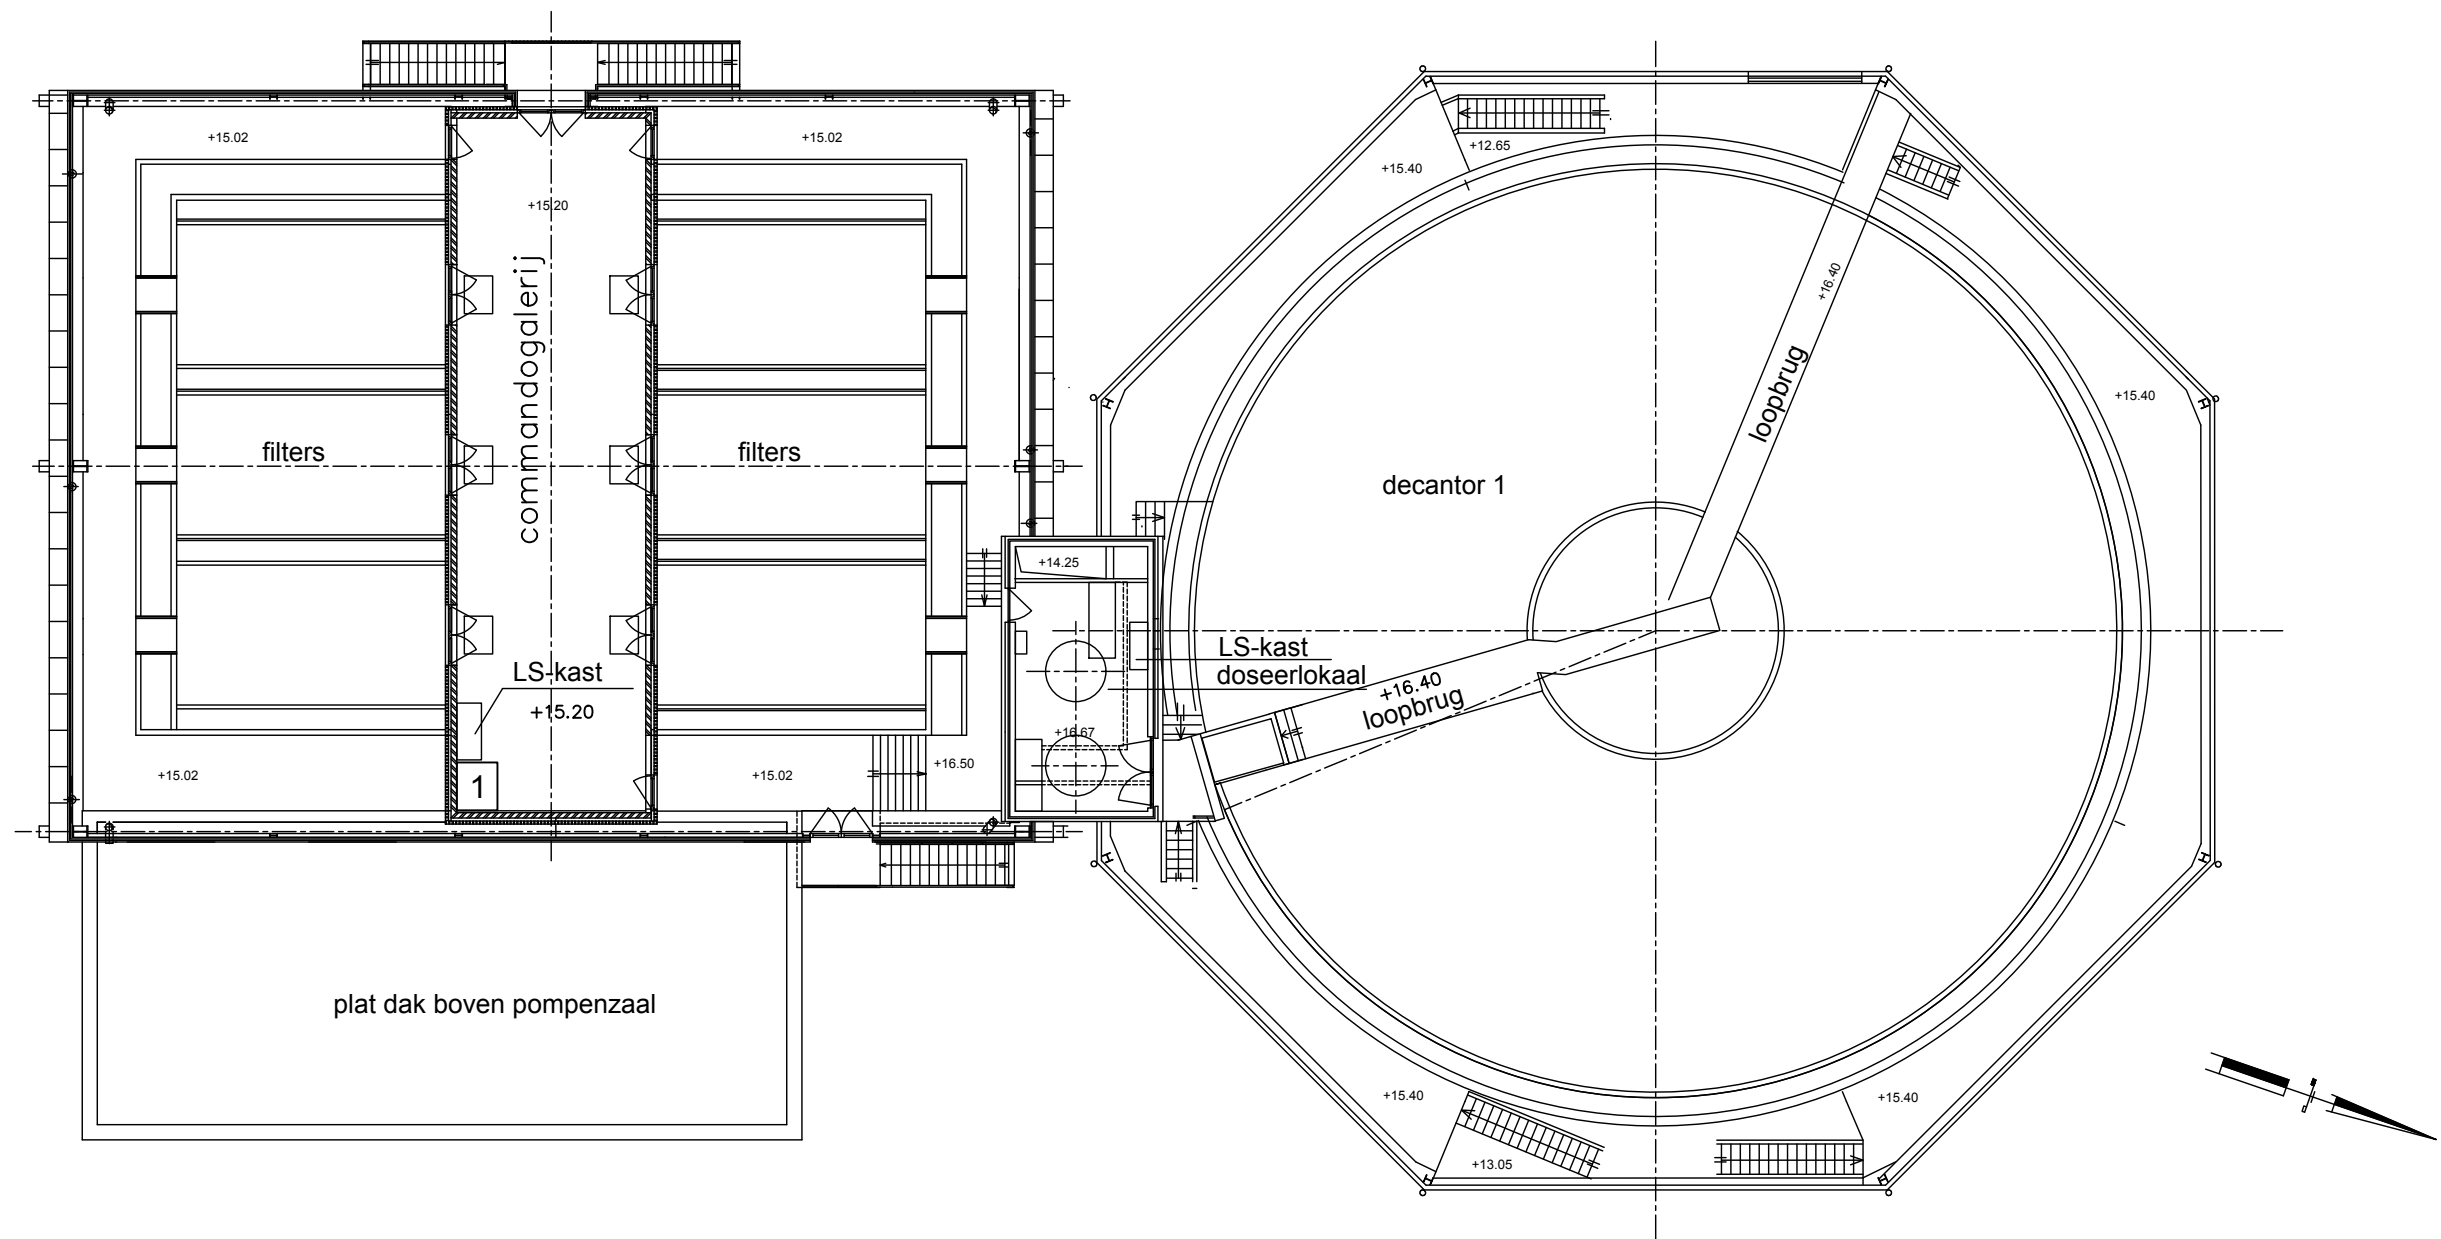 +15.02
+15.02
+12.65
+15.40
+15.20
+16.40
commandogalerij
loopbrug
+15.40
filters
filters
decantor 1
+14.25
LS-kast
doseerlokaal
LS-kast
+15.20
+16.40
loopbrug
+16.67
+15.02
1
+15.02
+16.50
plat dak boven pompenzaal
+15.40
+15.40
+13.05